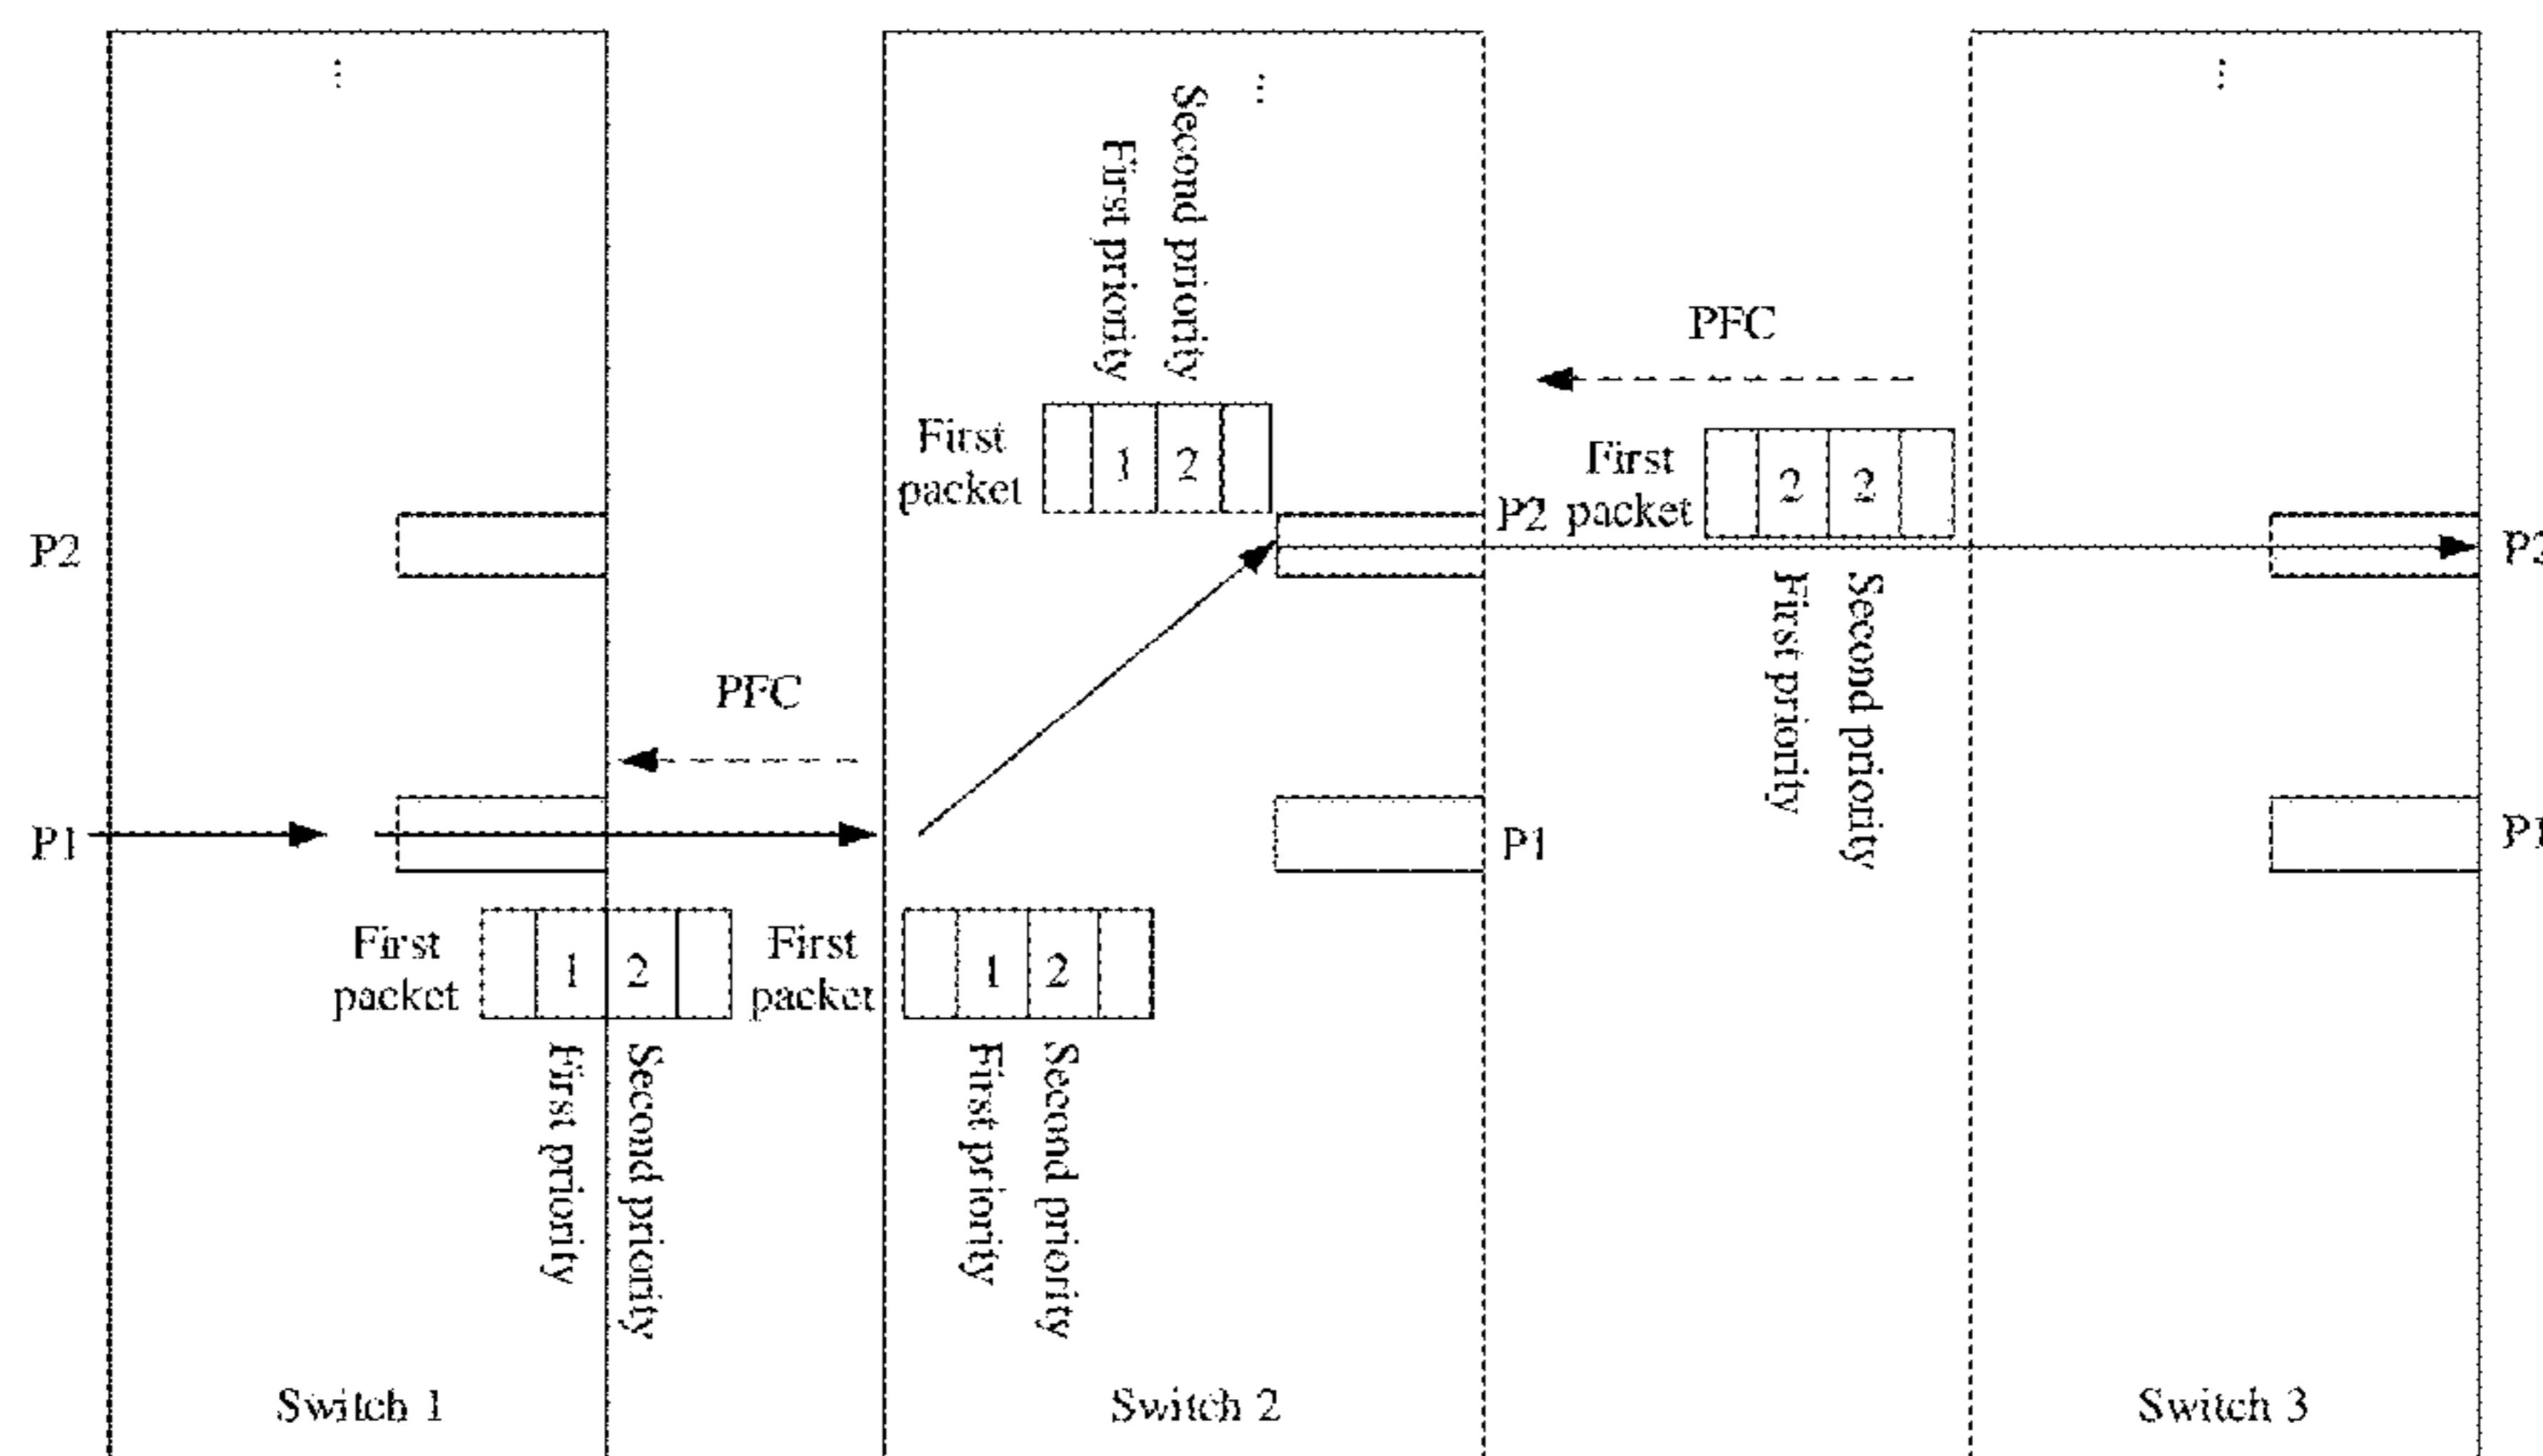 ⋮
⋮
⋮
First priority
Second priority
PFC
First
packet
1 2
First
packet
2 2
P2
P2
First priority
Second priority
PFC
P1
P1
P1
First
packet
1 2
First
packet
1 2
First priority
Second priority
First priority
Second priority
Switch 1
Switch 2
Switch 3